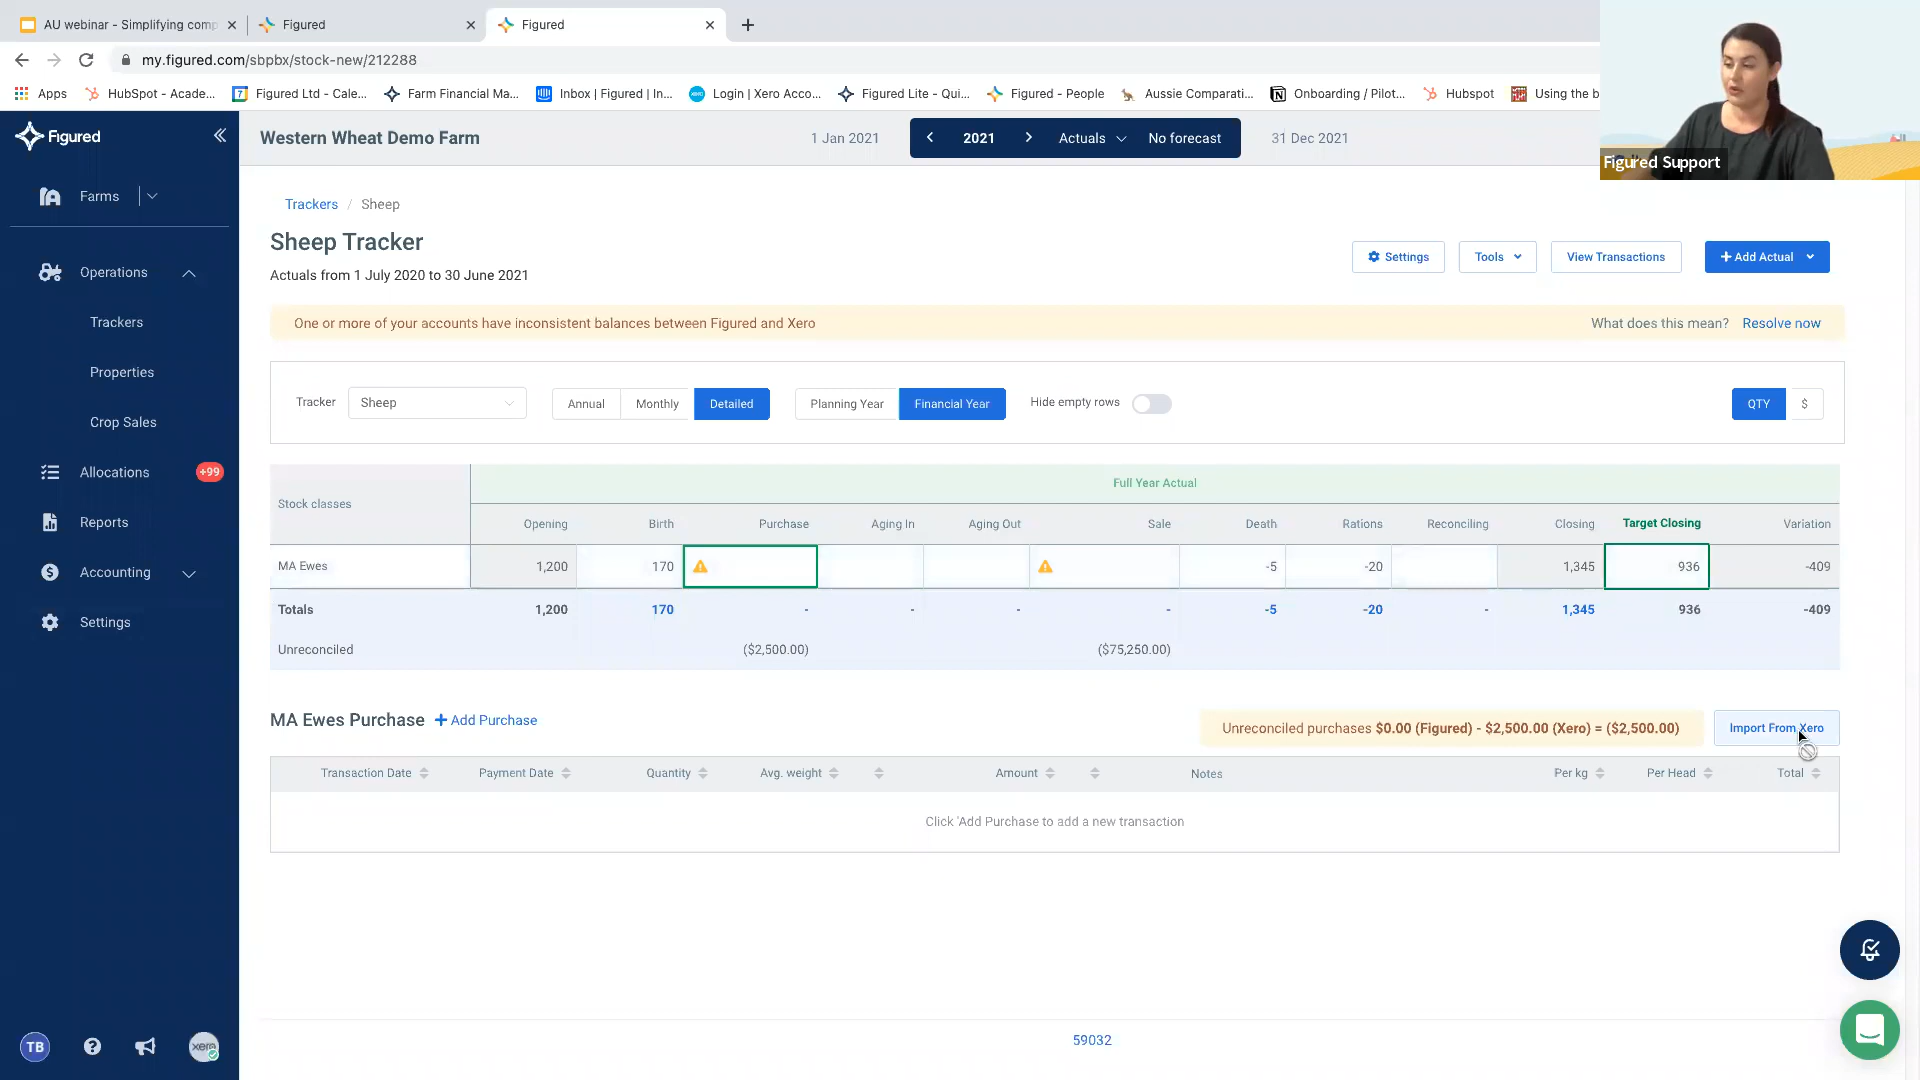 AU webinar - Simplifying comp
Figured
Figured
my.figured.com/sbpbx/stock-new/212288
Apps
HubSpot - Acade...
Figured Ltd - Cale...
Farm Financial Ma...
Inbox | Figured | In...
Login | Xero Acco...
Figured Lite - Qui...
Figured - People
Aussie Comparati...
Onboarding / Pilot...
Hubspot
Using the b
Figured Support
Figured
Western Wheat Demo Farm
1 Jan 2021
2021
Actuals
No forecast
31 Dec 2021
Farms
Operations
Trackers
Properties
Crop Sales
Allocations
+99
Reports
Accounting
Settings
TB
xero
Trackers / Sheep
Sheep Tracker
Actuals from 1 July 2020 to 30 June 2021
Settings
Tools
View Transactions
+ Add Actual
One or more of your accounts have inconsistent balances between Figured and Xero
What does this mean? Resolve now
Tracker
Sheep
Annual
Monthly
Detailed
Planning Year
Financial Year
Hide empty rows
QTY
$
Stock classes
Full Year Actual
Opening Birth Purchase Aging In Aging Out Sale Death Rations Reconciling Closing Target Closing Variation
MA Ewes 1,200 170 -5 -20 1,345 936 -409
Totals 1,200 170 - - - - -5 -20 - 1,345 936 -409
Unreconciled ($2,500.00) ($75,250.00)
MA Ewes Purchase + Add Purchase
Unreconciled purchases $0.00 (Figured) - $2,500.00 (Xero) = ($2,500.00)
Import From Xero
Transaction Date Payment Date Quantity Avg. weight Amount Notes Per kg Per Head Total
Click 'Add Purchase to add a new transaction
59032